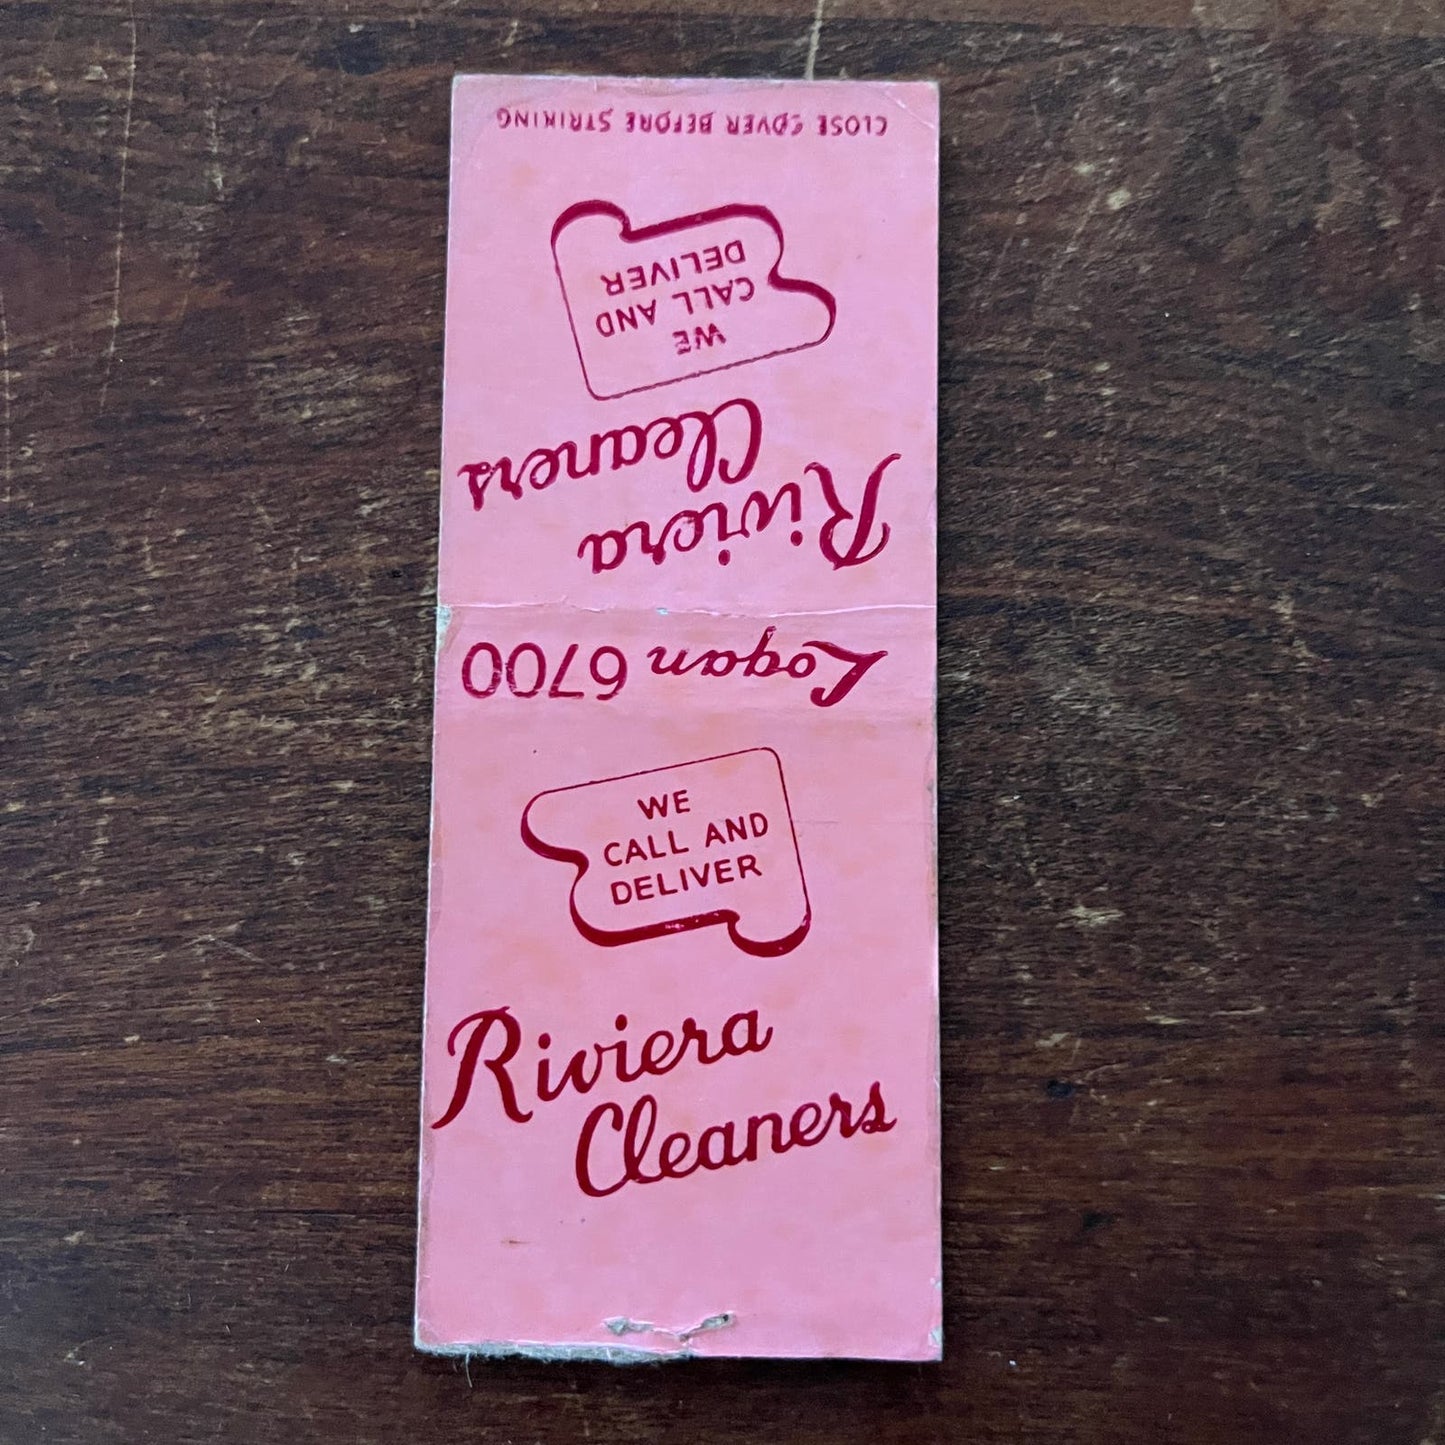 CLOSE COVER BEFORE STRIKING
Riviera
Cleaners
WE
CALL AND
DELIVER
Logan 6700
WE
CALL AND
DELIVER
Riviera
Cleaners